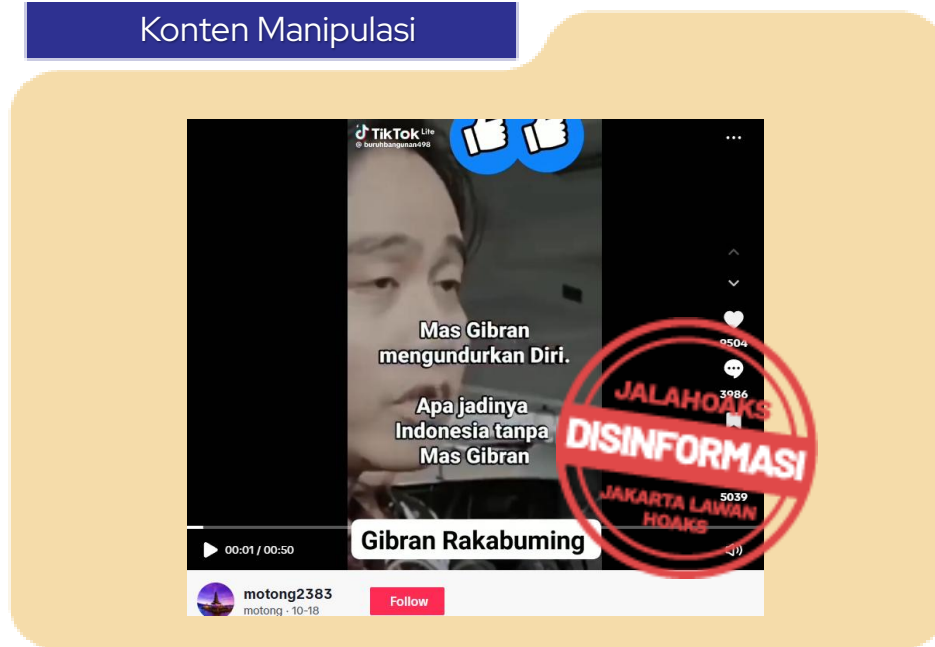 Konten Manipulasi
TikTok Lite
@ buruhbangunan498
Mas Gibran
mengundurkan Diri.
Apa jadinya
Indonesia tanpa
Mas Gibran
Gibran Rakabuming
9504
3986
5039
JALAHOAKS
DISINFORMASI
JAKARTA LAWAN
HOAKS
00:01 / 00:50
motong2383
motong · 10-18
Follow